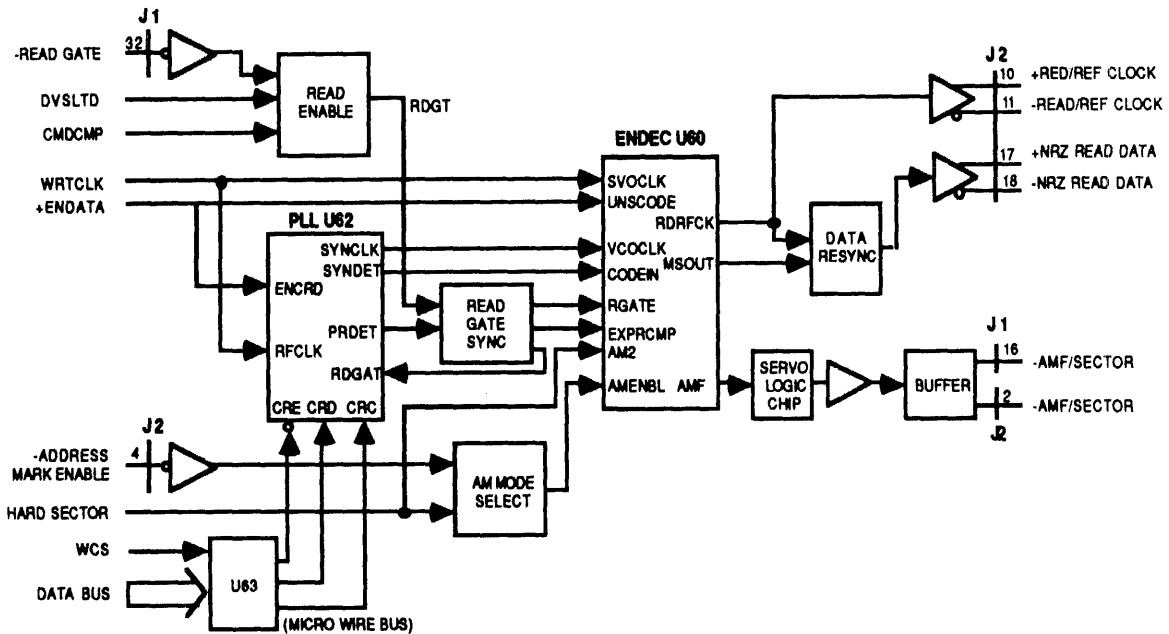 J1
32
-READ GATE
DVSLTD
CMDCMP
READ
ENABLE
RDGT
WRTCLK
+ENDATA
PLL U62
SYNCLK
SYNDET
ENCRD
PRDET
RFCLK
RDGAT
CRE CRD CRC
READ
GATE
SYNC
ENDEC U60
SVOCLK
UNSCODE
RDRFCK
VCOCLK
MSOUT
CODEIN
RGATE
EXPRCMP
AM2
AMENBL AMF
J2
10
+RED/REF CLOCK
11
-READ/REF CLOCK
17
+NRZ READ DATA
18
-NRZ READ DATA
DATA
RESYNC
SERVO
LOGIC
CHIP
BUFFER
J1
16
-AMF/SECTOR
2
-AMF/SECTOR
J2
J2
4
-ADDRESS
MARK ENABLE
AM MODE
SELECT
HARD SECTOR
WCS
DATA BUS
U63
(MICRO WIRE BUS)